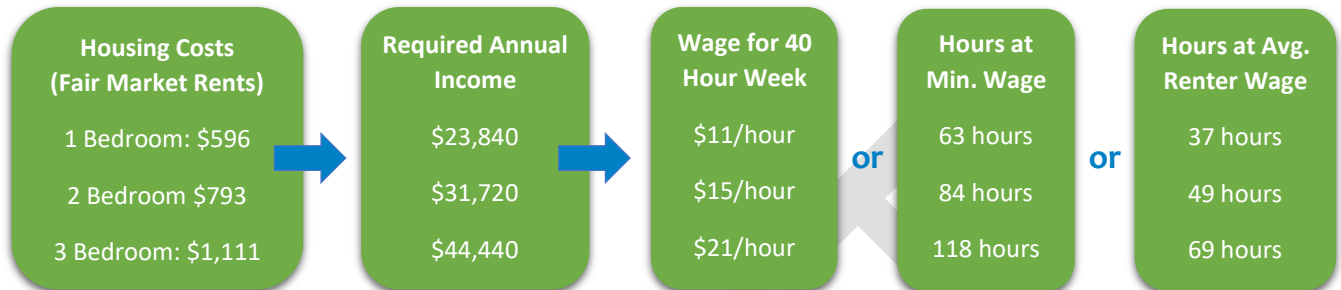 Housing Costs
(Fair Market Rents)
1 Bedroom: $596
2 Bedroom $793
3 Bedroom: $1,111
Required Annual
Income
$23,840
$31,720
$44,440
Wage for 40
Hour Week
$11/hour
$15/hour
$21/hour
or
Hours at
Min. Wage
63 hours
84 hours
118 hours
or
Hours at Avg.
Renter Wage
37 hours
49 hours
69 hours